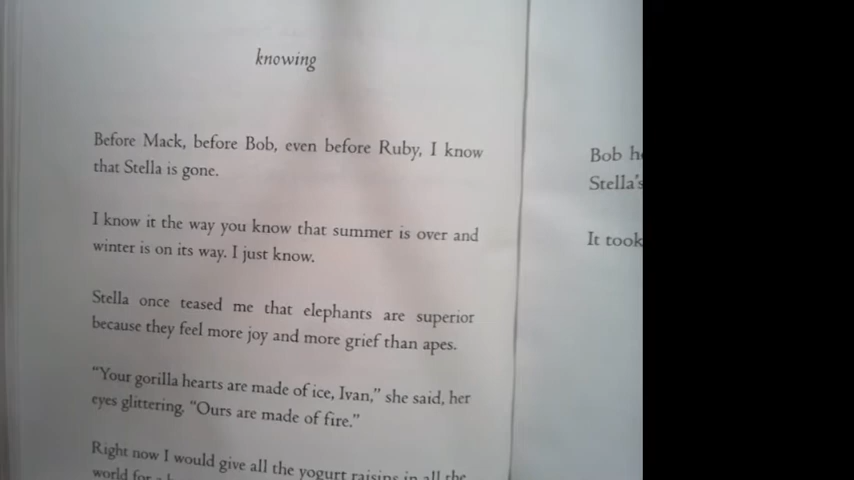 knowing
Before Mack, before Bob, even before Ruby, I know
that Stella is gone.
I know it the way you know that summer is over and
winter is on its way. I just know.
Stella once teased me that elephants are superior
because they feel more joy and more grief than apes.
“Your gorilla hearts are made of ice, Ivan,” she said, her
eyes glittering. “Ours are made of fire.”
Right now I would give all the yogurt raisins in all the
world for a
Bob
Stella’s
It took